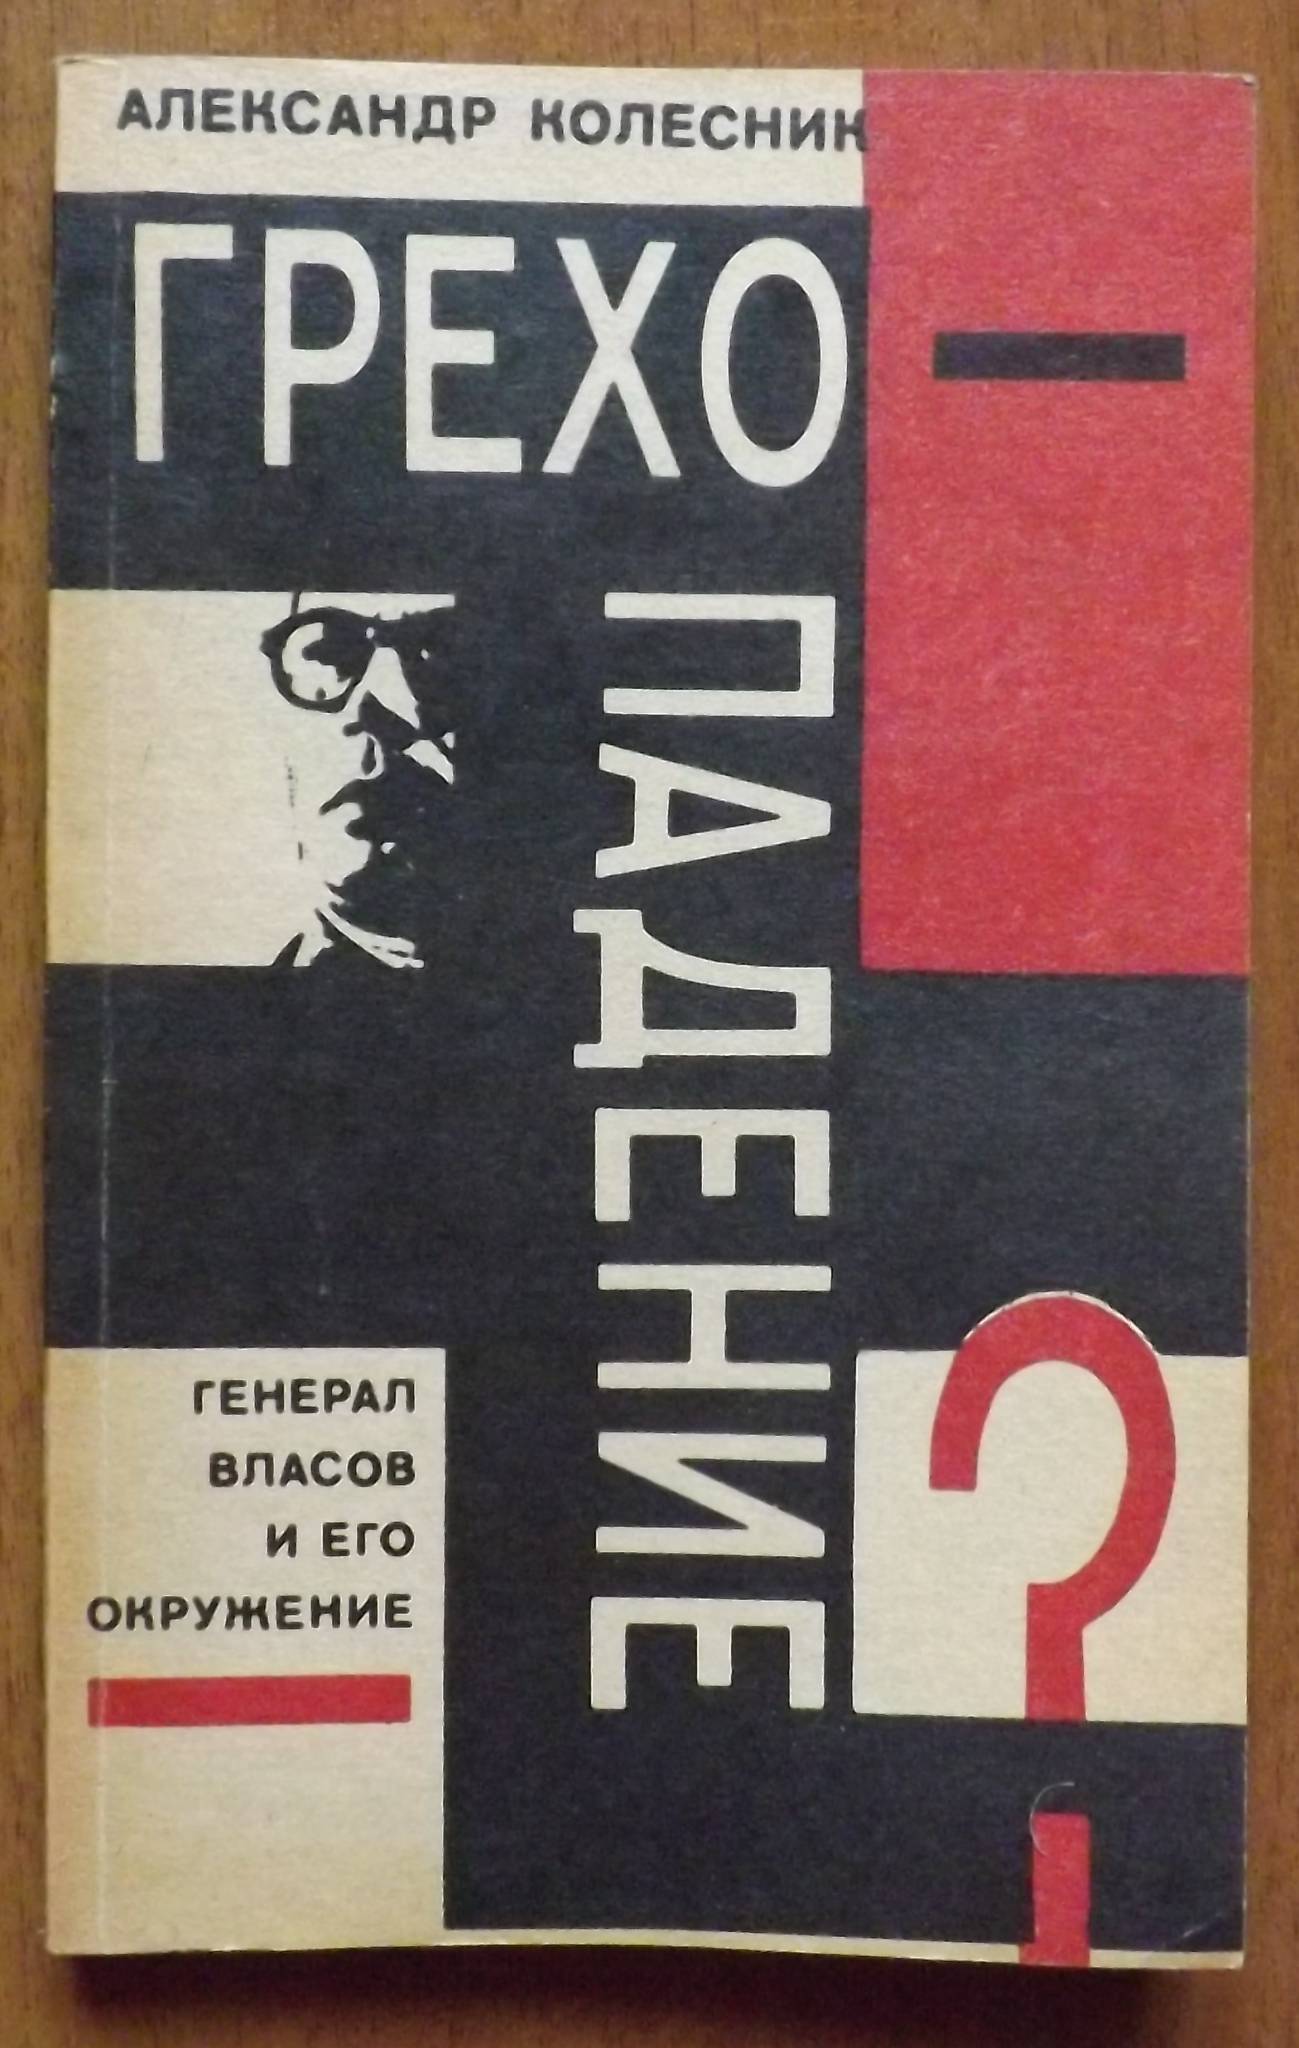 АЛЕКСАНДР КОЛЕСНИК
ГРЕХО
ПАДЕНИЕ
?
ГЕНЕРАЛ
ВЛАСОВ
И ЕГО
ОКРУЖЕНИЕ